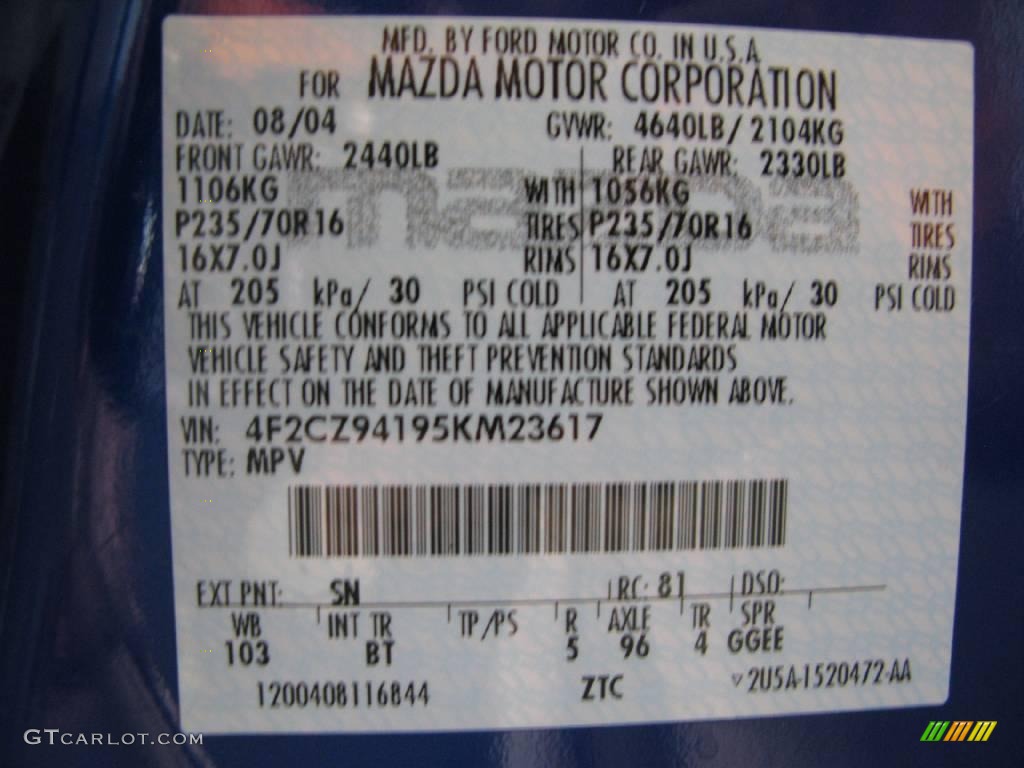 MFD. BY FORD MOTOR CO. IN U.S.A
FOR MAZDA MOTOR CORPORATION
DATE: 08/04 GVWR: 4640LB/ 2104KG
FRONT GAWR: 2440LB REAR GAWR: 2330LB
1106KG WITH 1056KG WITH
P235/70R16 TIRES P235/70R16 TIRES
16X7.0J RIMS 16X7.0J RIMS
AT 205 kPa/ 30 PSI COLD AT 205 kPa/ 30 PSI COLD
THIS VEHICLE CONFORMS TO ALL APPLICABLE FEDERAL MOTOR
VEHICLE SAFETY AND THEFT PREVENTION STANDARDS
IN EFFECT ON THE DATE OF MANUFACTURE SHOWN ABOVE.
VIN: 4F2CZ94195KM23617
TYPE: MPV
EXT PNT: SN RC: 81 DSO:
WB INT TR TP/PS R AXLE TR SPR
103 BT 5 96 4 GGEE
1200408116844 ZTC 2U5A-1520472-AA
GTCARLOT.COM